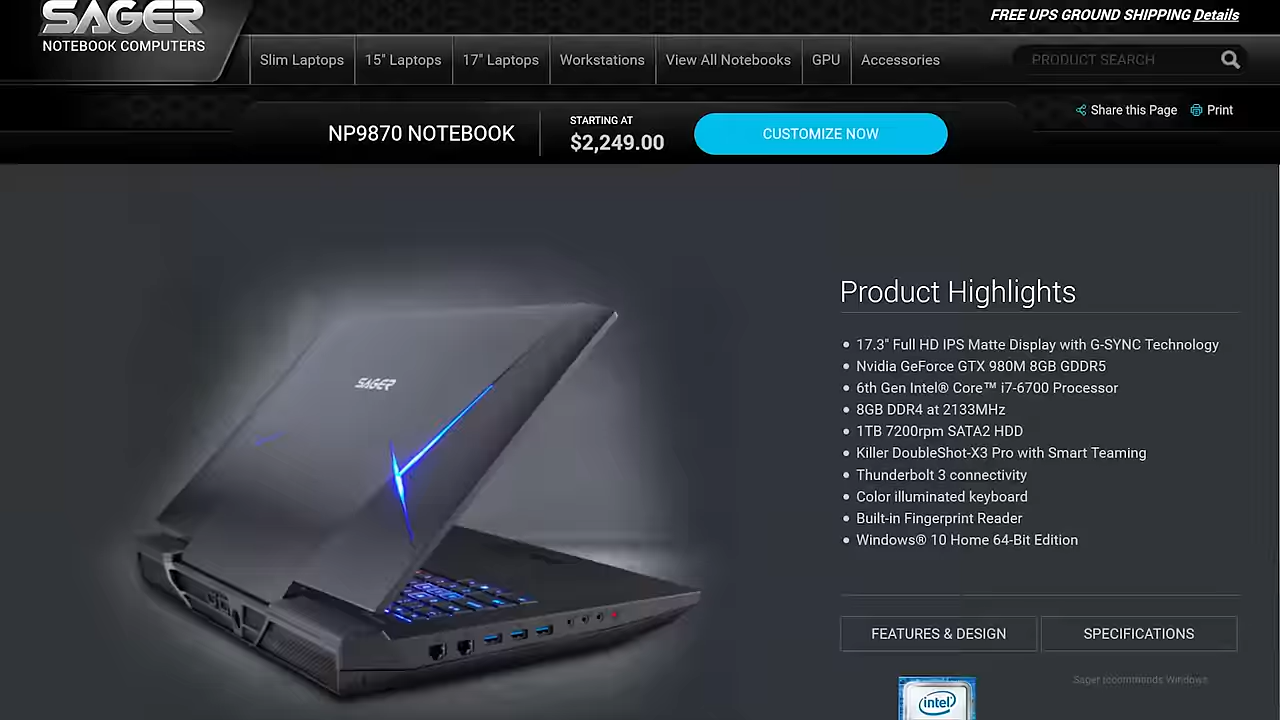 SAGER
NOTEBOOK COMPUTERS
FREE UPS GROUND SHIPPING Details
Slim Laptops
15" Laptops
17" Laptops
Workstations
View All Notebooks
GPU
Accessories
PRODUCT SEARCH
Share this Page
Print
NP9870 NOTEBOOK
STARTING AT
$2,249.00
CUSTOMIZE NOW
SAGER
Product Highlights
17.3" Full HD IPS Matte Display with G-SYNC Technology
Nvidia GeForce GTX 980M 8GB GDDR5
6th Gen Intel® Core™ i7-6700 Processor
8GB DDR4 at 2133MHz
1TB 7200rpm SATA2 HDD
Killer DoubleShot-X3 Pro with Smart Teaming
Thunderbolt 3 connectivity
Color illuminated keyboard
Built-in Fingerprint Reader
Windows® 10 Home 64-Bit Edition
FEATURES & DESIGN
SPECIFICATIONS
Sager recommends Windows
intel